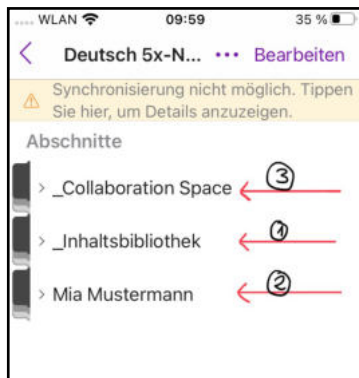 WLAN 09:59 35 %
Deutsch 5x-N... ••• Bearbeiten
Synchronisierung nicht möglich. Tippen
Sie hier, um Details anzuzeigen.
Abschnitte
> _Collaboration Space 3
> _Inhaltsbibliothek 1
> Mia Mustermann 2